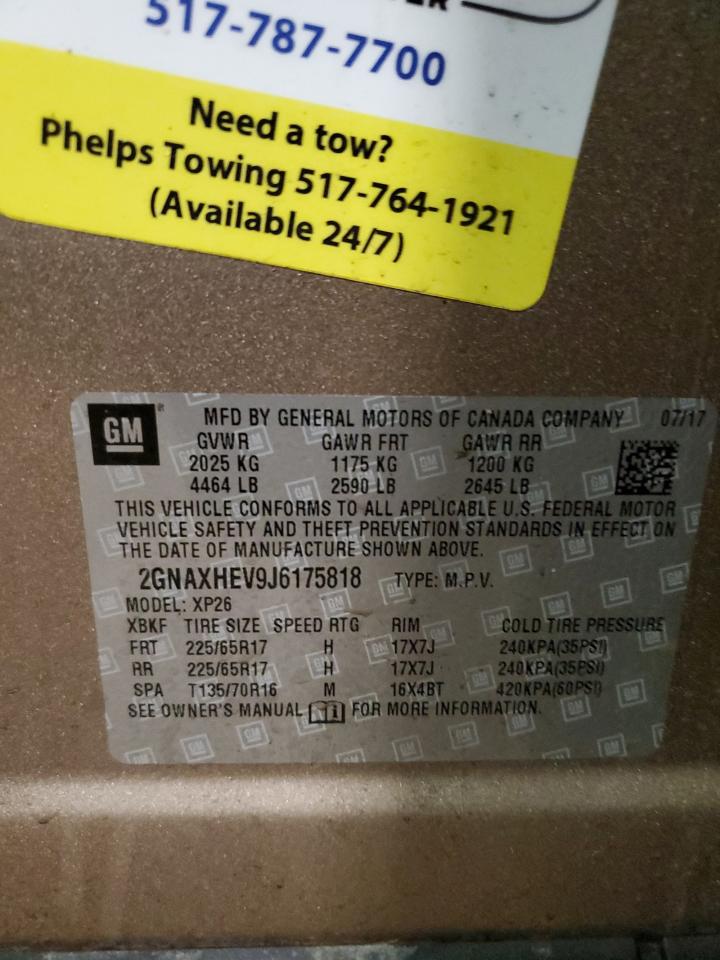 517-787-7700
Need a tow?
Phelps Towing 517-764-1921
(Available 24/7)
GM
MFD BY GENERAL MOTORS OF CANADA COMPANY 07/17
GVWR GAWR FRT GAWR RR
2025 KG 1175 KG 1200 KG
4464 LB 2590 LB 2645 LB
THIS VEHICLE CONFORMS TO ALL APPLICABLE U.S. FEDERAL MOTOR
VEHICLE SAFETY AND THEFT PREVENTION STANDARDS IN EFFECT ON
THE DATE OF MANUFACTURE SHOWN ABOVE.
2GNAXHEV9J6175818 TYPE: M.P.V.
MODEL: XP26
XBKF TIRE SIZE SPEED RTG RIM COLD TIRE PRESSURE
FRT 225/65R17 H 17X7J 240KPA(35PSI)
RR 225/65R17 H 17X7J 240KPA(35PSI)
SPA T135/70R16 M 16X4BT 420KPA(60PSI)
SEE OWNER'S MANUAL FOR MORE INFORMATION.